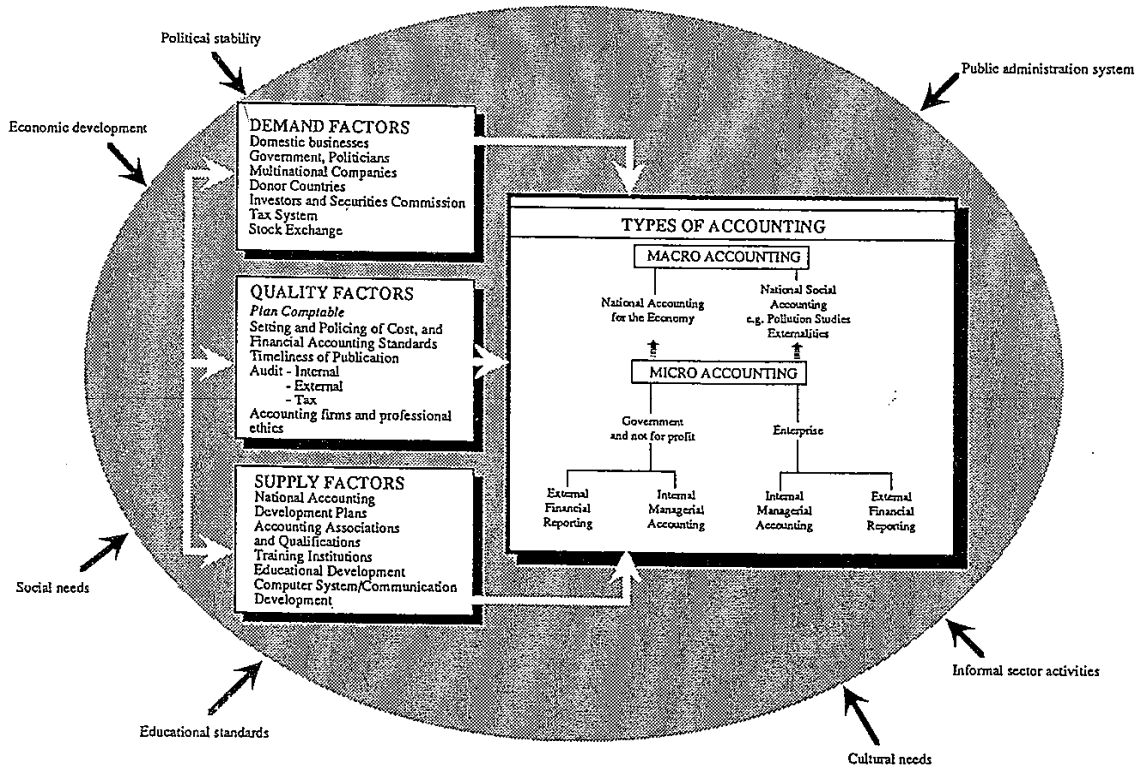 Political stability
Public administration system
Economic development
DEMAND FACTORS
Domestic businesses
Government, Politicians
Multinational Companies
Donor Countries
Investors and Securities Commission
Tax System
Stock Exchange
QUALITY FACTORS
Plan Comptable
Setting and Policing of Cost, and
Financial Accounting Standards
Timeliness of Publication
Audit - Internal
- External
- Tax
Accounting firms and professional
ethics
SUPPLY FACTORS
National Accounting
Development Plans
Accounting Associations
and Qualifications
Training Institutions
Educational Development
Computer System/Communication
Development
TYPES OF ACCOUNTING
MACRO ACCOUNTING
National Accounting
for the Economy
National Social
Accounting
e.g. Pollution Studies
Externalities
MICRO ACCOUNTING
Government
and not for profit
Enterprise
External
Financial
Reporting
Internal
Managerial
Accounting
Internal
Managerial
Accounting
External
Financial
Reporting
Social needs
Educational standards
Informal sector activities
Cultural needs